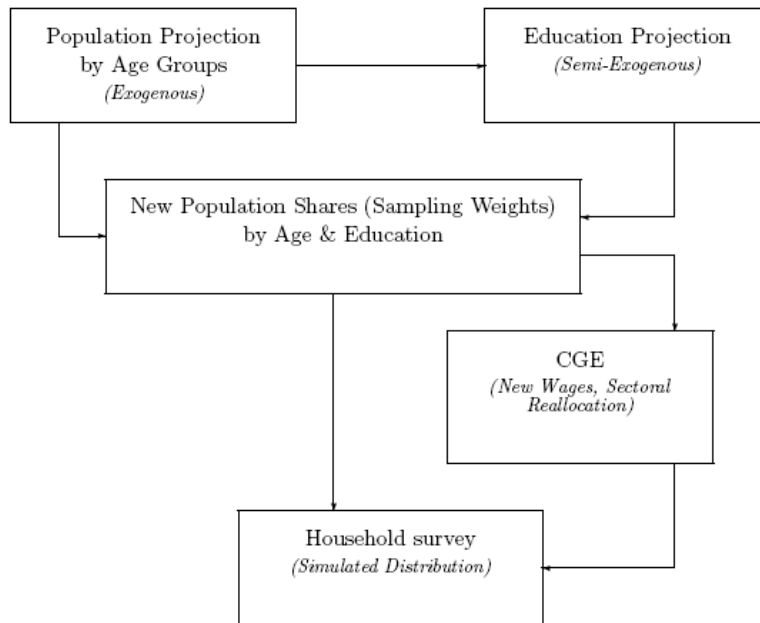 Population Projection
by Age Groups
(Exogenous)
Education Projection
(Semi-Exogenous)
New Population Shares (Sampling Weights)
by Age & Education
CGE
(New Wages, Sectoral
Reallocation)
Household survey
(Simulated Distribution)